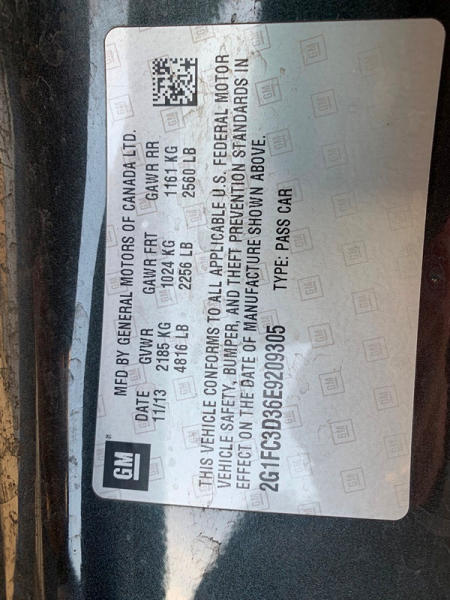 MFD BY GENERAL MOTORS OF CANADA LTD.
DATE GVWR GAWR FRT GAWR RR
11/13 2185 KG 1024 KG 1161 KG
4816 LB 2256 LB 2560 LB
THIS VEHICLE CONFORMS TO ALL APPLICABLE U.S. FEDERAL MOTOR
VEHICLE SAFETY, BUMPER, AND THEFT PREVENTION STANDARDS IN
EFFECT ON THE DATE OF MANUFACTURE SHOWN ABOVE.
2G1FC3D36E9209305 TYPE: PASS CAR
GM